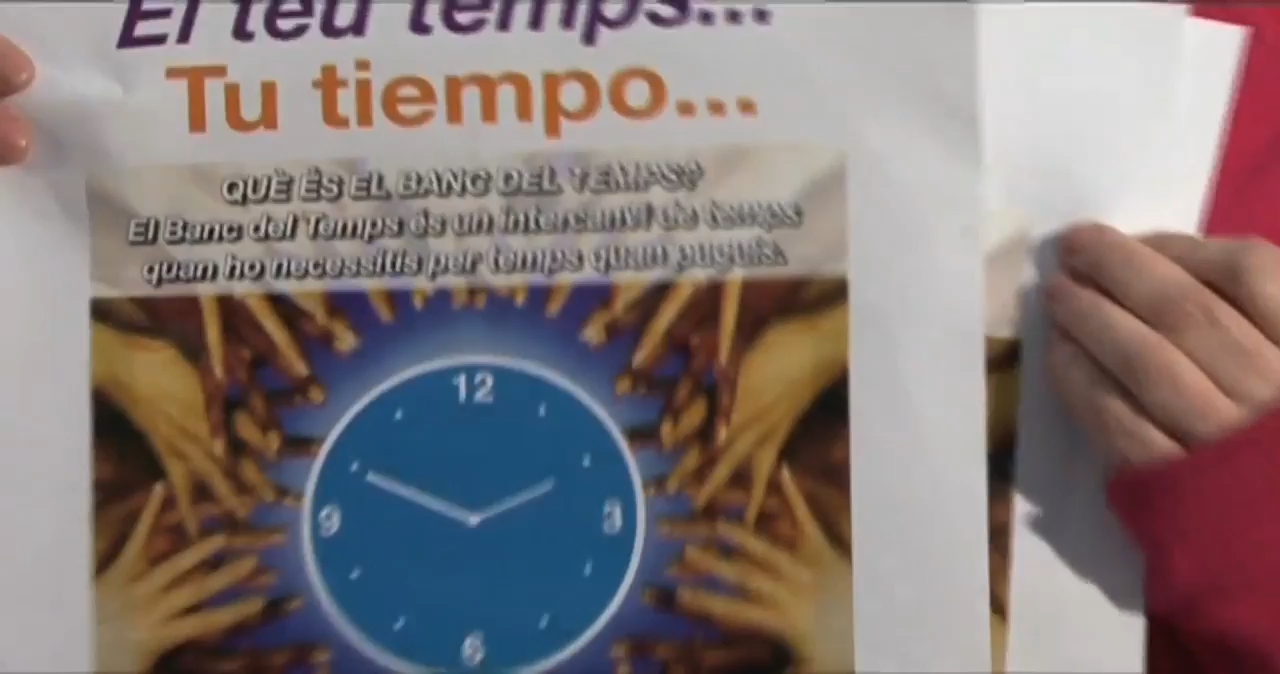 El teu temps...
Tu tiempo...
QUÈ ÉS EL BANC DEL TEMPS?
El Banc del Temps és un intercanvi de temps
quan ho necessitis per temps quan puguis.
12
9
3
6